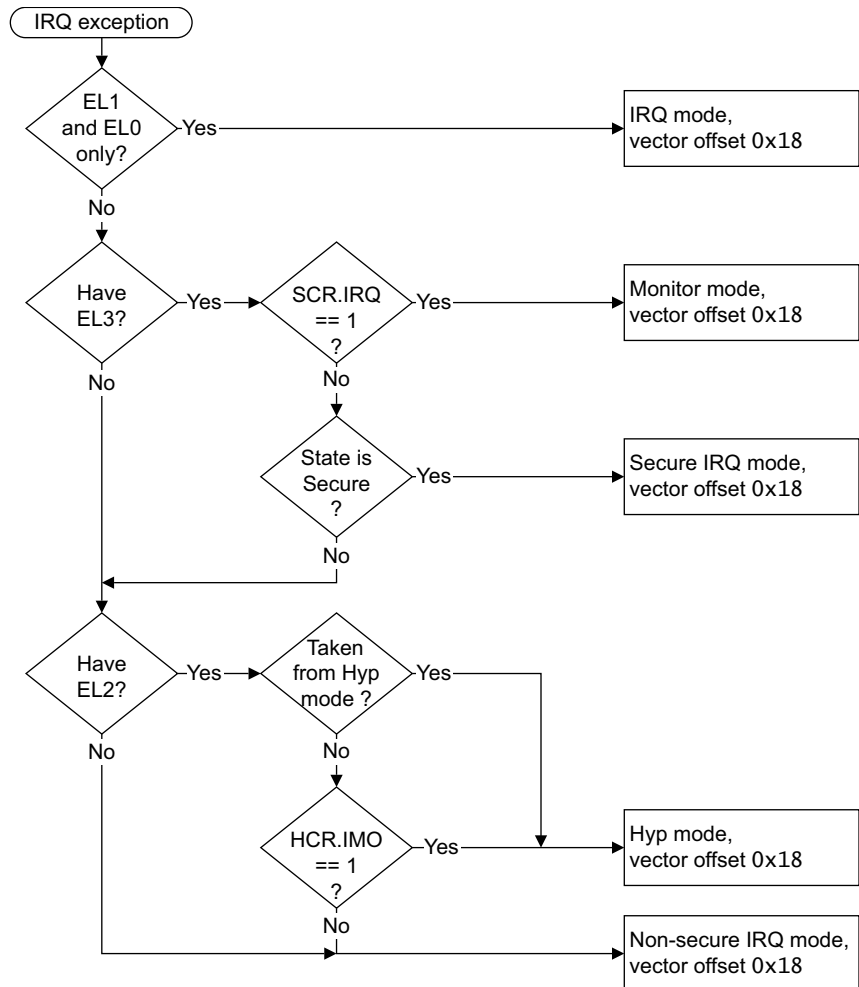 IRQ exception
EL1
and EL0
only?
Yes
IRQ mode,
vector offset 0x18
No
Have
EL3?
Yes
SCR.IRQ
== 1
?
Yes
Monitor mode,
vector offset 0x18
No
No
State is
Secure
?
Yes
Secure IRQ mode,
vector offset 0x18
No
Have
EL2?
Yes
Taken
from Hyp
mode ?
Yes
No
No
HCR.IMO
== 1
?
Yes
Hyp mode,
vector offset 0x18
No
Non-secure IRQ mode,
vector offset 0x18